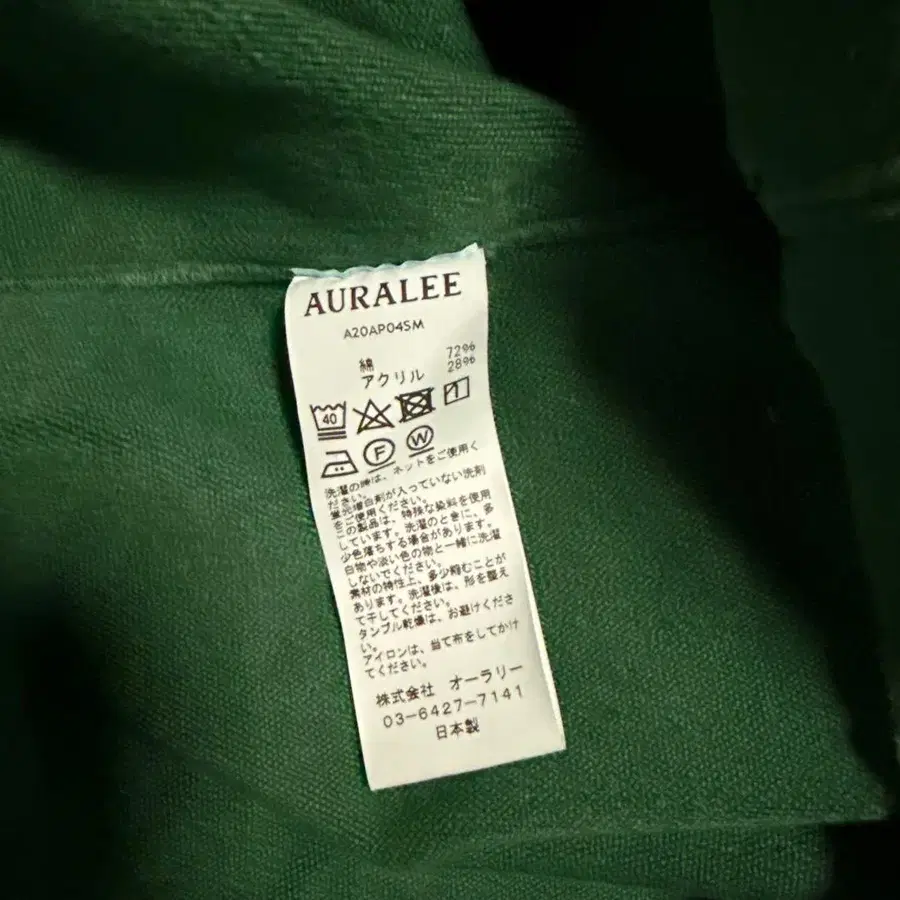 AURALEE
A20AP04SM
綿 72%
アクリル 28%
40
F W
洗濯の時は、ネットをご使用く
ださい。
蛍光増白剤が入っていない洗剤
をご使用ください。
この製品は、特殊な染料を使用
しています。洗濯のときに、多
少色落ちする場合があります。
白物や淡い色の物と一緒に洗濯
しないでください。
素材の特性上、多少縮むことが
あります。洗濯後は、形を整え
て干してください。
タンブル乾燥は、お避けくださ
い。
アイロンは、当て布をしてかけ
てください。
株式会社 オーラリー
03-6427-7141
日本製